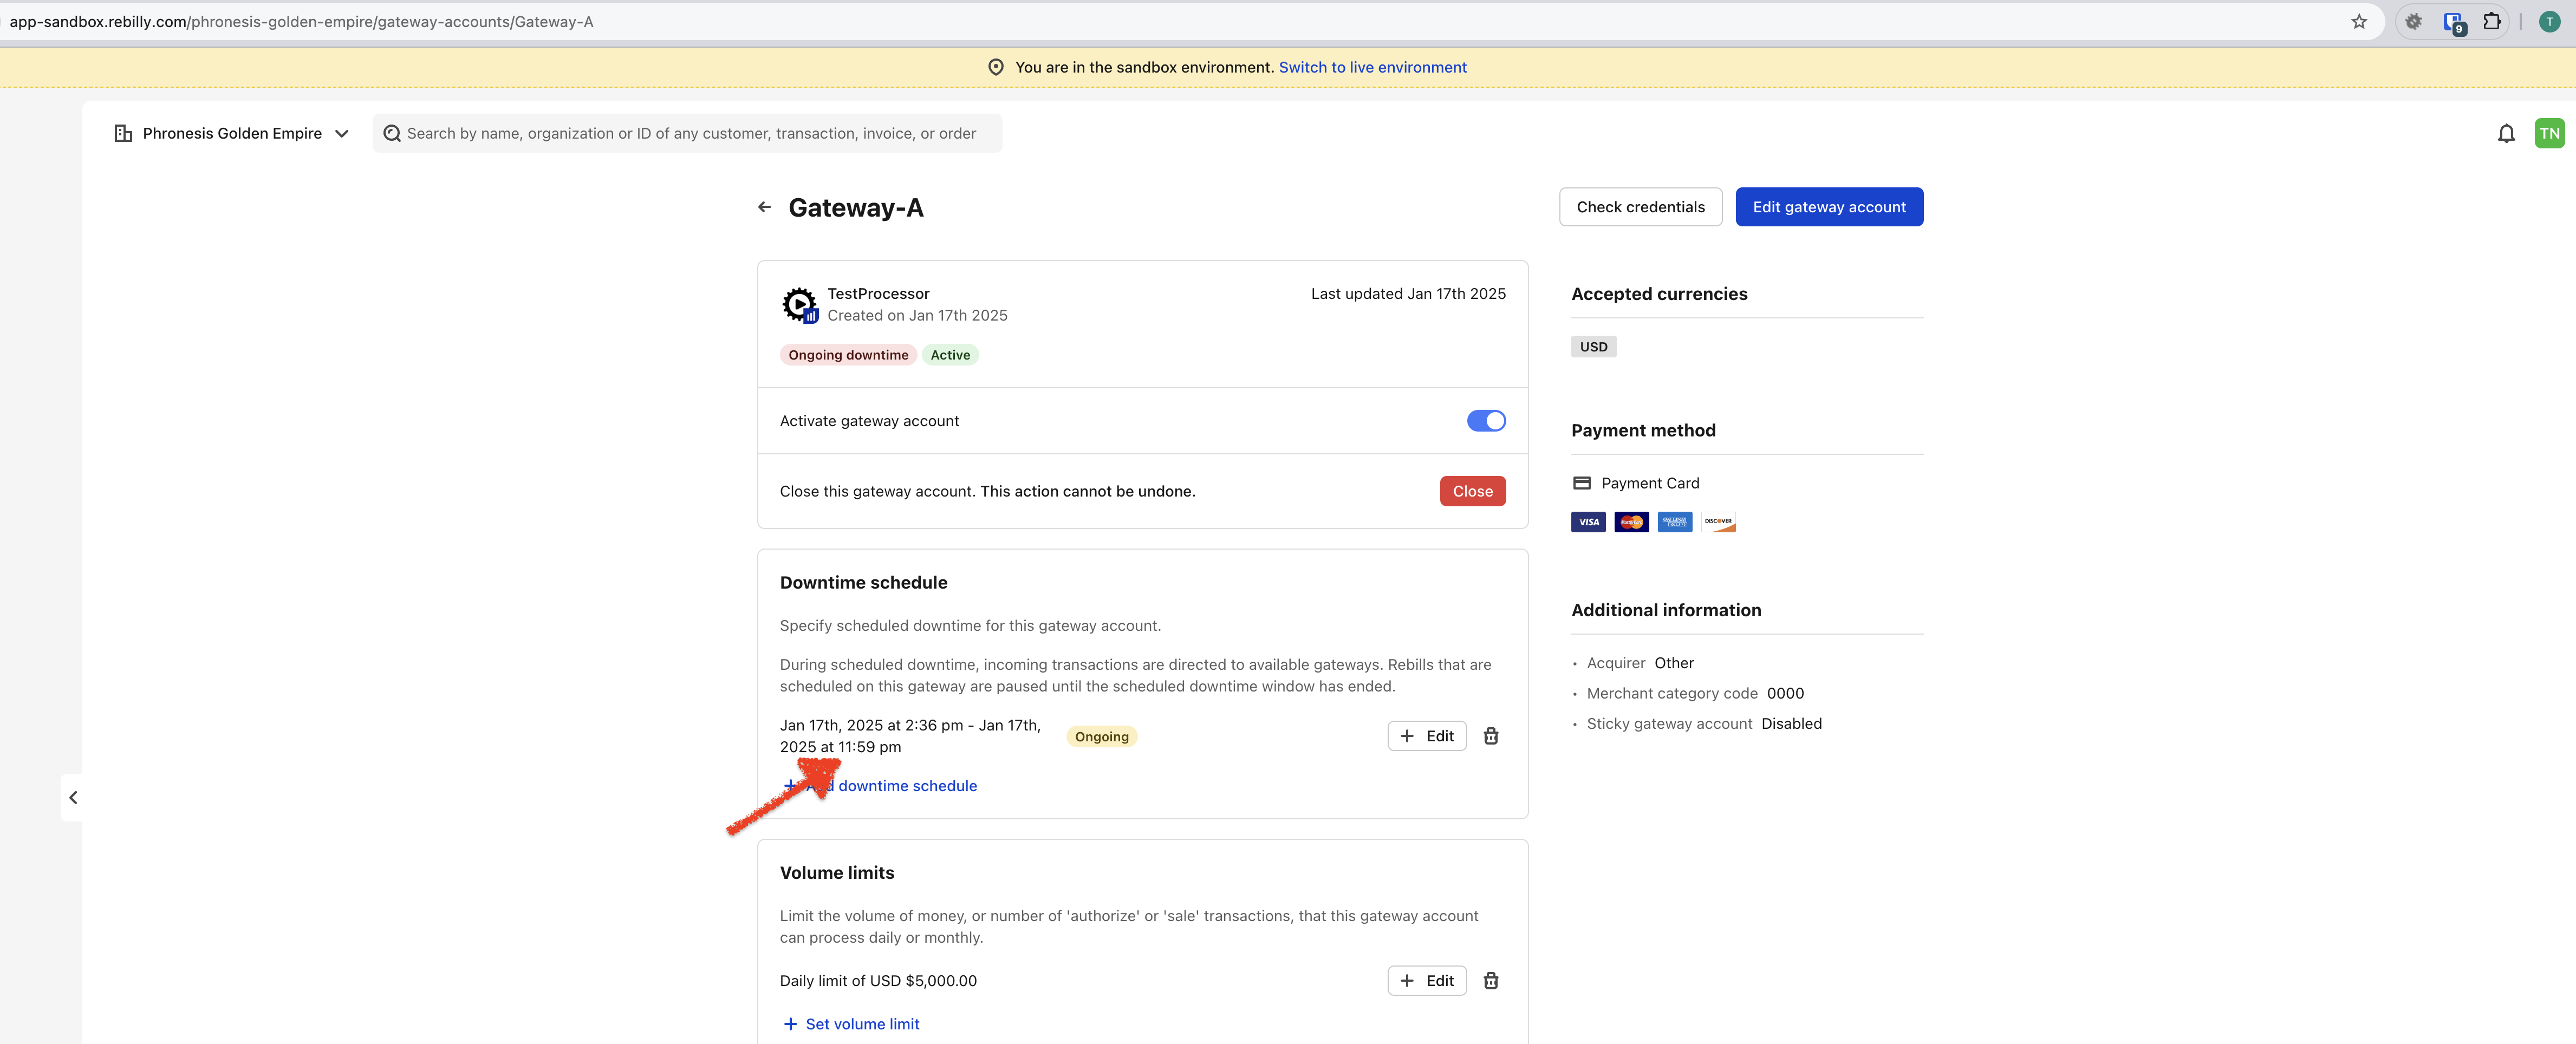 app-sandbox.rebilly.com/phronesis-golden-empire/gateway-accounts/Gateway-A
9
T
You are in the sandbox environment. Switch to live environment
Phronesis Golden Empire
Search by name, organization or ID of any customer, transaction, invoice, or order
TN
Gateway-A
Check credentials
Edit gateway account
TestProcessor
Created on Jan 17th 2025
Last updated Jan 17th 2025
Ongoing downtime
Active
Activate gateway account
Close this gateway account. This action cannot be undone.
Close
Downtime schedule
Specify scheduled downtime for this gateway account.
During scheduled downtime, incoming transactions are directed to available gateways. Rebills that are
scheduled on this gateway are paused until the scheduled downtime window has ended.
Jan 17th, 2025 at 2:36 pm - Jan 17th,
2025 at 11:59 pm
Ongoing
+ Edit
+ Add downtime schedule
Volume limits
Limit the volume of money, or number of 'authorize' or 'sale' transactions, that this gateway account
can process daily or monthly.
Daily limit of USD $5,000.00
+ Edit
+ Set volume limit
Accepted currencies
USD
Payment method
Payment Card
VISA
MasterCard
AMERICAN EXPRESS
DISCOVER
Additional information
• Acquirer Other
• Merchant category code 0000
• Sticky gateway account Disabled